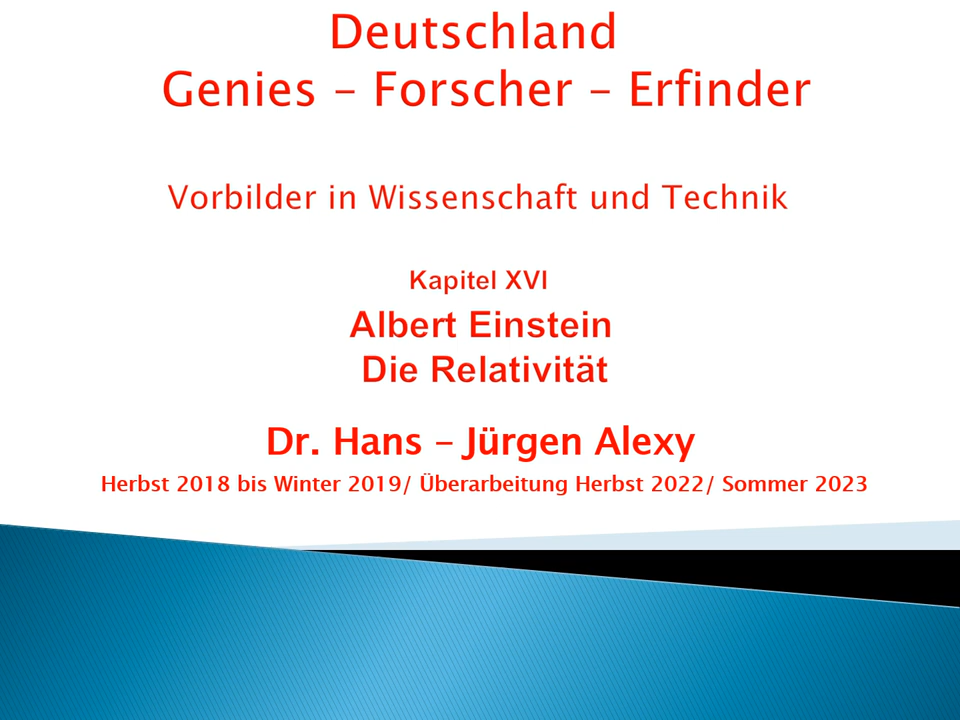 Deutschland
Genies – Forscher – Erfinder
Vorbilder in Wissenschaft und Technik
Kapitel XVI
Albert Einstein
Die Relativität
Dr. Hans – Jürgen Alexy
Herbst 2018 bis Winter 2019/ Überarbeitung Herbst 2022/ Sommer 2023